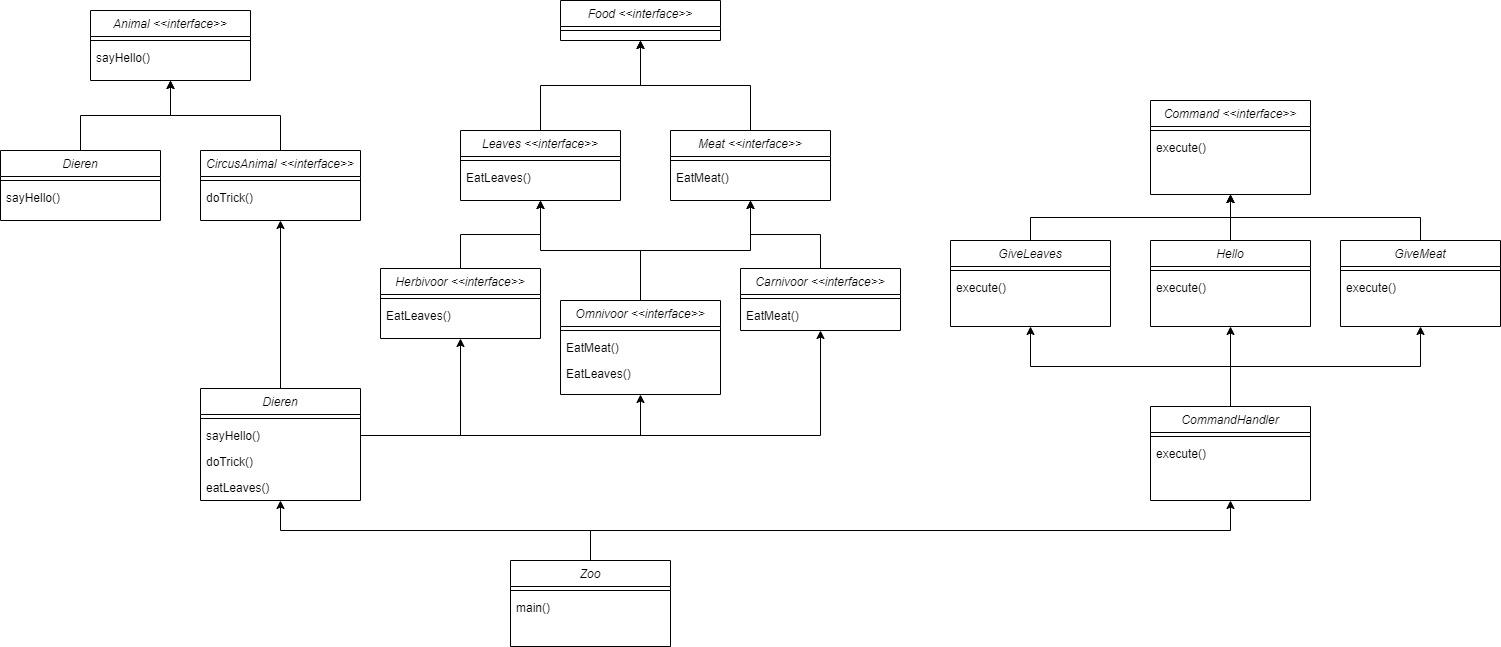 Animal <<interface>>
sayHello()
Food <<interface>>
Dieren
sayHello()
CircusAnimal <<interface>>
doTrick()
Leaves <<interface>>
EatLeaves()
Meat <<interface>>
EatMeat()
Command <<interface>>
execute()
Herbivoor <<interface>>
EatLeaves()
Omnivoor <<interface>>
EatMeat()
EatLeaves()
Carnivoor <<interface>>
EatMeat()
GiveLeaves
execute()
Hello
execute()
GiveMeat
execute()
Dieren
sayHello()
doTrick()
eatLeaves()
CommandHandler
execute()
Zoo
main()